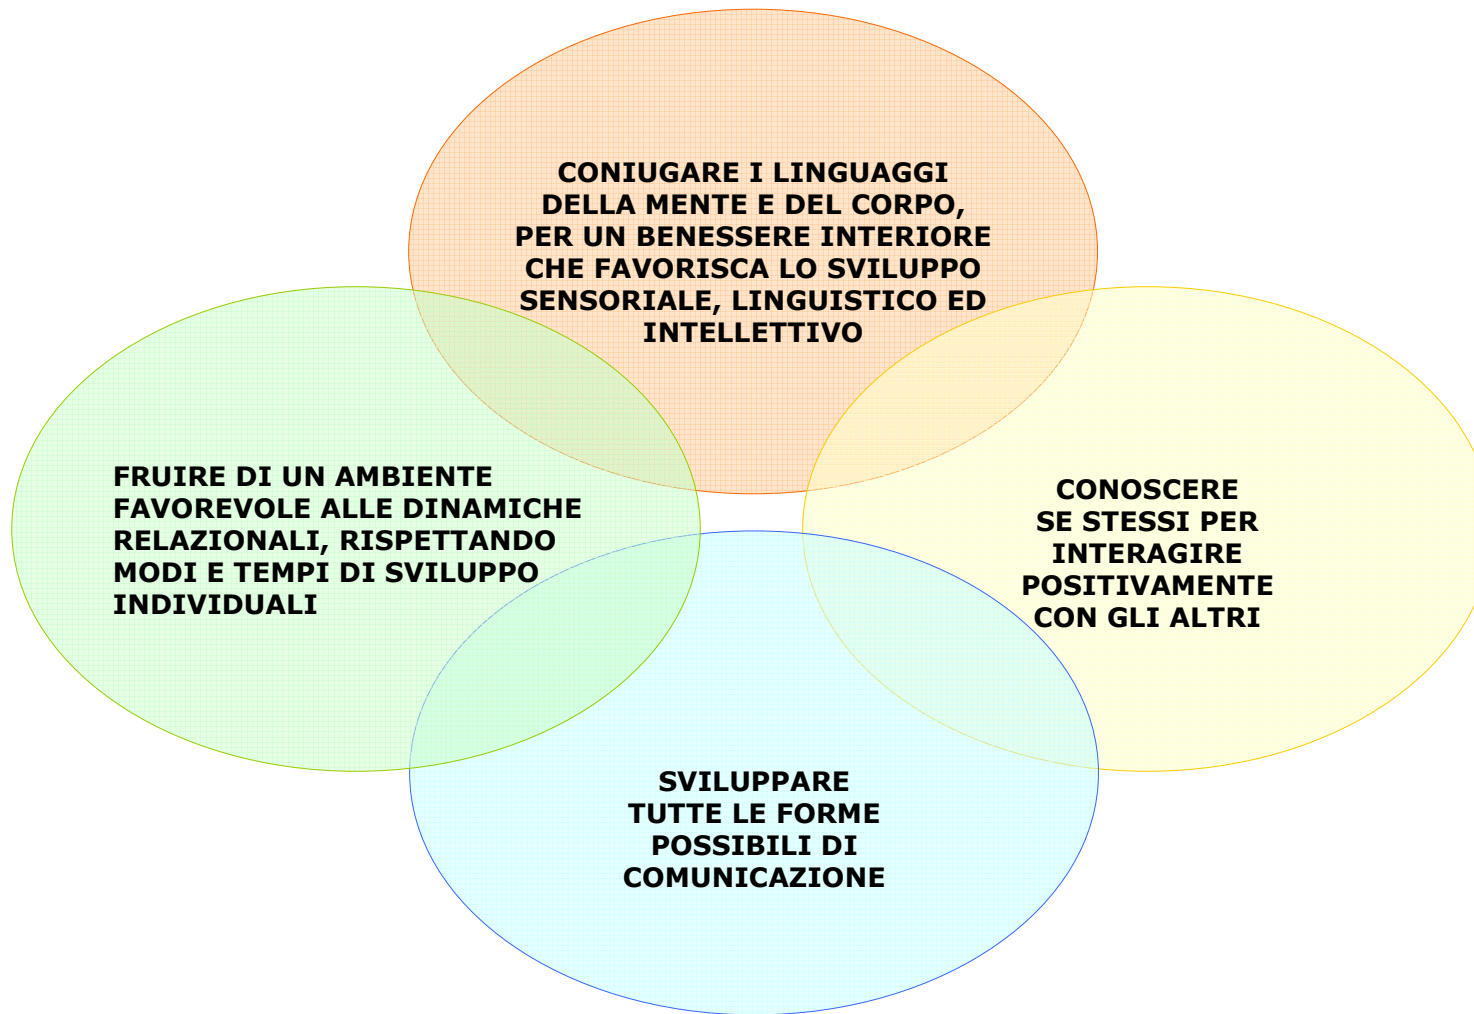 CONIUGARE I LINGUAGGI
DELLA MENTE E DEL CORPO,
PER UN BENESSERE INTERIORE
CHE FAVORISCA LO SVILUPPO
SENSORIALE, LINGUISTICO ED
INTELLETTIVO
FRUIRE DI UN AMBIENTE
FAVOREVOLE ALLE DINAMICHE
RELAZIONALI, RISPETTANDO
MODI E TEMPI DI SVILUPPO
INDIVIDUALI
CONOSCERE
SE STESSI PER
INTERAGIRE
POSITIVAMENTE
CON GLI ALTRI
SVILUPPARE
TUTTE LE FORME
POSSIBILI DI
COMUNICAZIONE